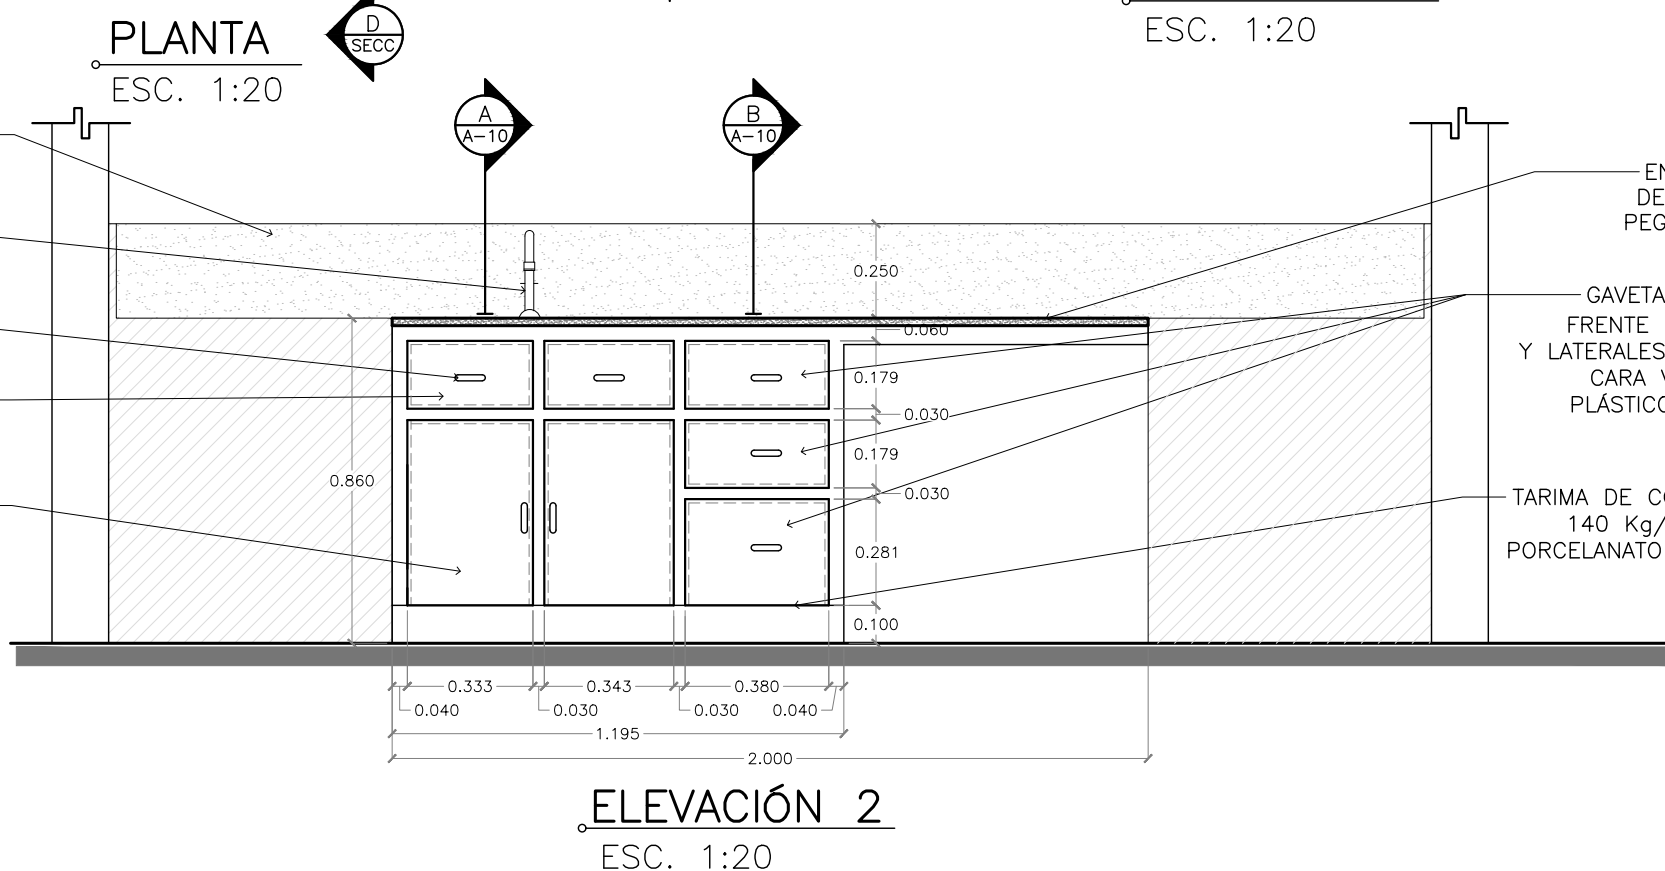 PLANTA
ESC. 1:20
D
SECC
ESC. 1:20
A
A-10
B
A-10
DE
GAVETA
FRENTE
Y LATERALES
CARA
PLÁSTICO
TARIMA DE
140 Kg/
PORCELANATO
0.250
0.060
0.179
0.030
0.179
0.860
0.030
0.281
0.100
0.333
0.343
0.380
0.040
0.030
0.030
0.040
1.195
2.000
ELEVACIÓN 2
ESC. 1:20